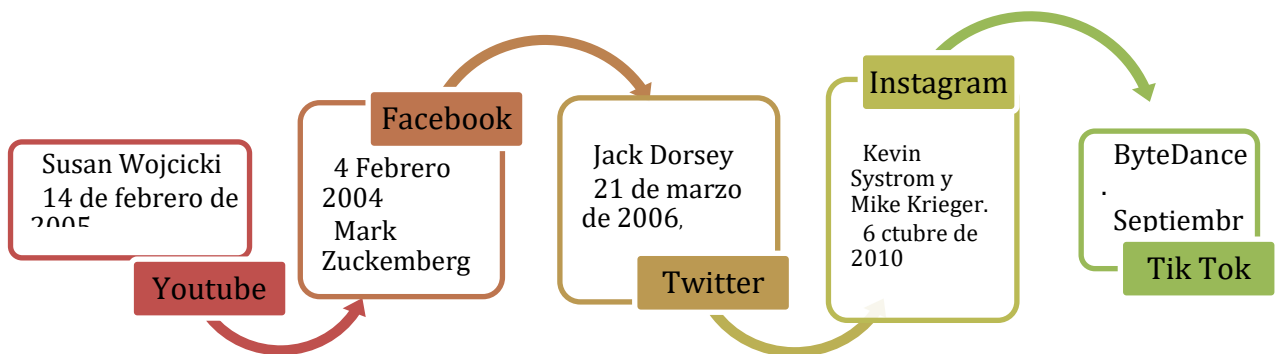 Susan Wojcicki
14 de febrero de
2005
Youtube
Facebook
4 Febrero
2004
Mark
Zuckemberg
Jack Dorsey
21 de marzo
de 2006,
Twitter
Instagram
Kevin
Systrom y
Mike Krieger.
6 ctubre de
2010
ByteDance
.
Septiembr
Tik Tok